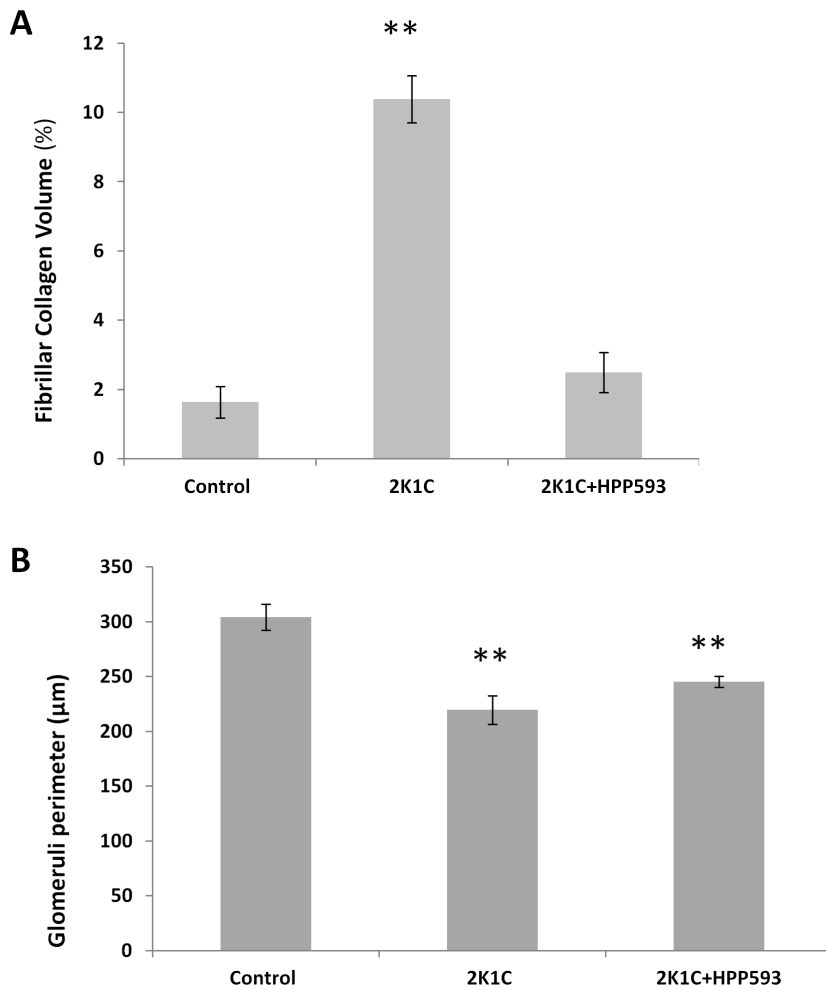 A
**
12
10
8
6
4
2
0
Fibrillar Collagen Volume (%)
Control 2K1C 2K1C+HPP593
B
350
300
250
200
150
100
50
0
** **
Glomeruli perimeter (µm)
Control 2K1C 2K1C+HPP593